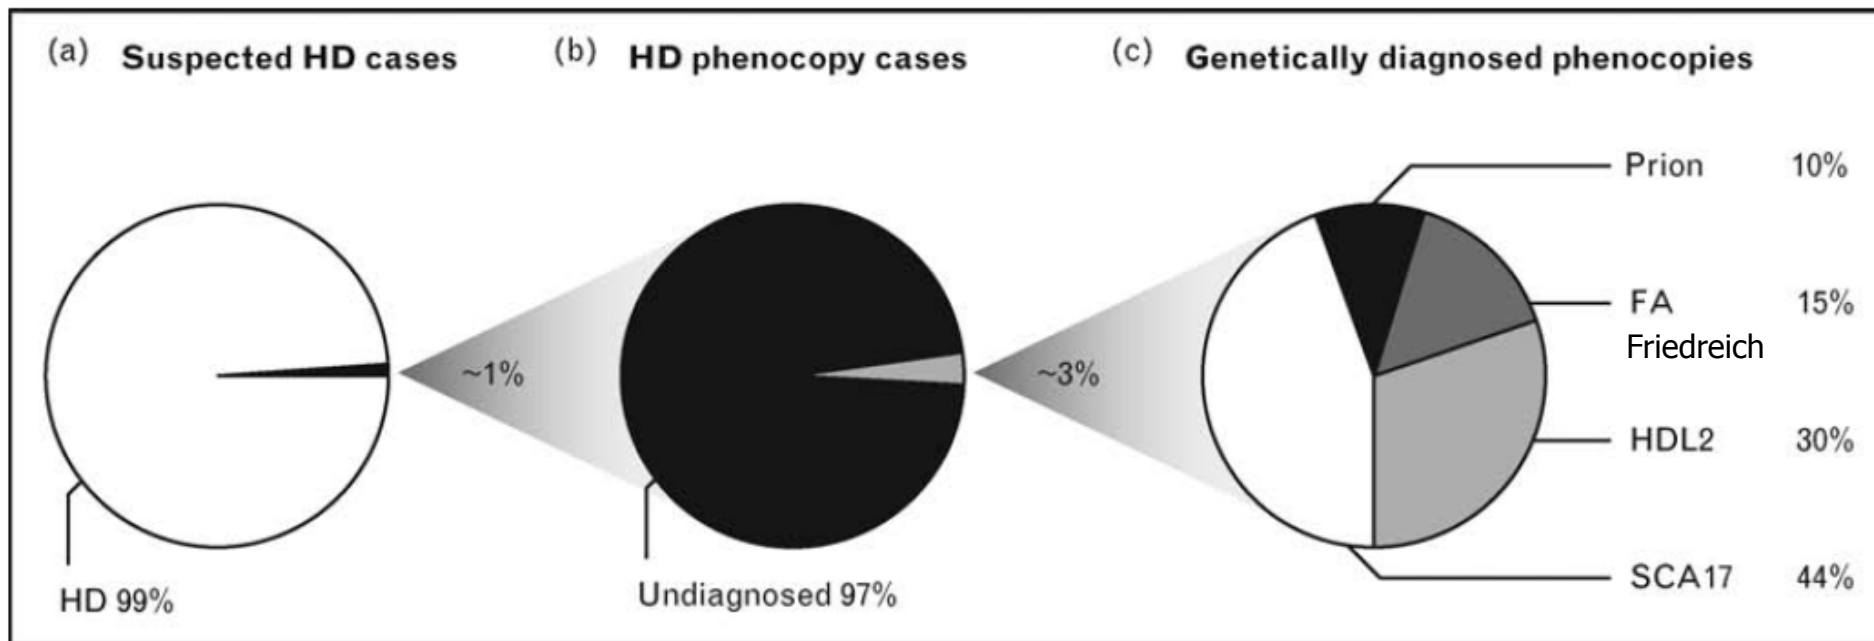 (a) Suspected HD cases
(b) HD phenocopy cases
(c) Genetically diagnosed phenocopies
HD 99%
~1%
Undiagnosed 97%
~3%
Prion 10%
FA 15%
Friedreich
HDL2 30%
SCA17 44%